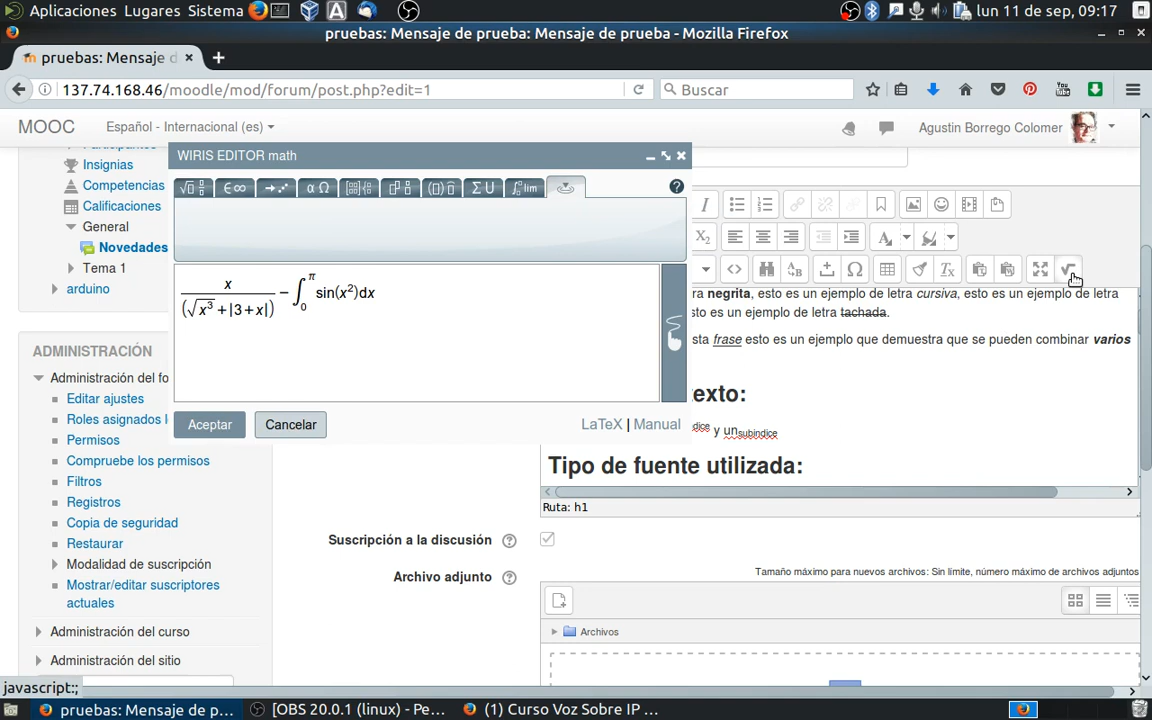 Aplicaciones Lugares Sistema
lun 11 de sep, 09:17
pruebas: Mensaje de prueba: Mensaje de prueba - Mozilla Firefox
pruebas: Mensaje d
137.74.168.46/moodle/mod/forum/post.php?edit=1
Buscar
MOOC
Español - Internacional (es)
Agustin Borrego Colomer
Insignias
Competencias
Calificaciones
General
Novedades
Tema 1
arduino
ADMINISTRACIÓN
Administración del fo
Editar ajustes
Roles asignados l
Permisos
Compruebe los permisos
Filtros
Registros
Copia de seguridad
Restaurar
Modalidad de suscripción
Mostrar/editar suscriptores
actuales
Administración del curso
Administración del sitio
javascript:;
WIRIS EDITOR math
x/(√x³ +|3+x|) − ∫₀^π sin(x²)dx
Aceptar
Cancelar
LaTeX | Manual
ra negrita, esto es un ejemplo de letra cursiva, esto es un ejemplo de letra
sto es un ejemplo de letra tachada.
sta frase esto es un ejemplo que demuestra que se pueden combinar varios
exto:
dice y unsubindice
Tipo de fuente utilizada:
Ruta: h1
Suscripción a la discusión
Archivo adjunto
Tamaño máximo para nuevos archivos: Sin límite, número máximo de archivos adjuntos
Archivos
pruebas: Mensaje de p...
[OBS 20.0.1 (linux) - Pe...
(1) Curso Voz Sobre IP ...